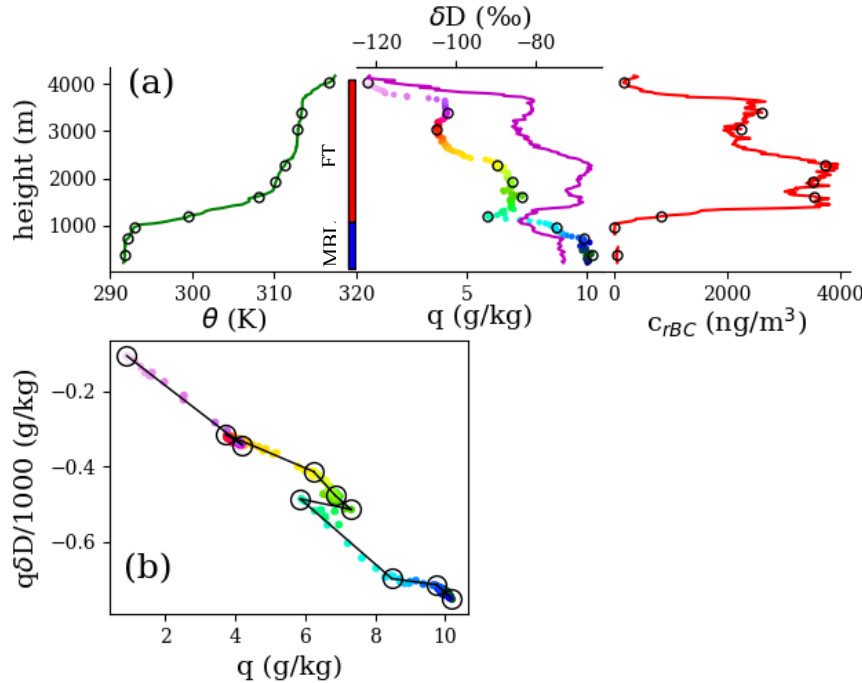 δD (‰)
−120 −100 −80
(a)
height (m)
4000
3000
2000
1000
FT
MBL
290 300 310 320 5 10 0 2000 4000
θ (K) q (g/kg) c_{rBC} (ng/m³)
qδD/1000 (g/kg)
−0.2
−0.4
−0.6
(b)
2 4 6 8 10
q (g/kg)